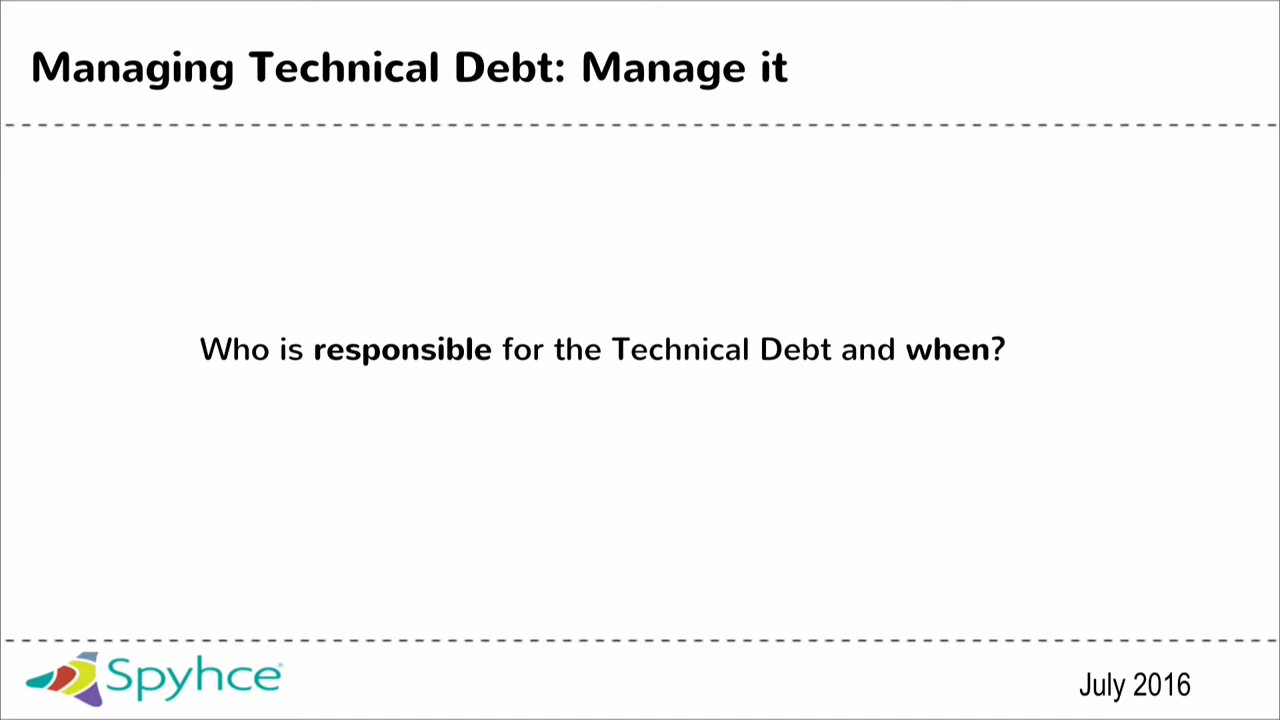 Managing Technical Debt: Manage it
Who is responsible for the Technical Debt and when?
Spyhce
July 2016